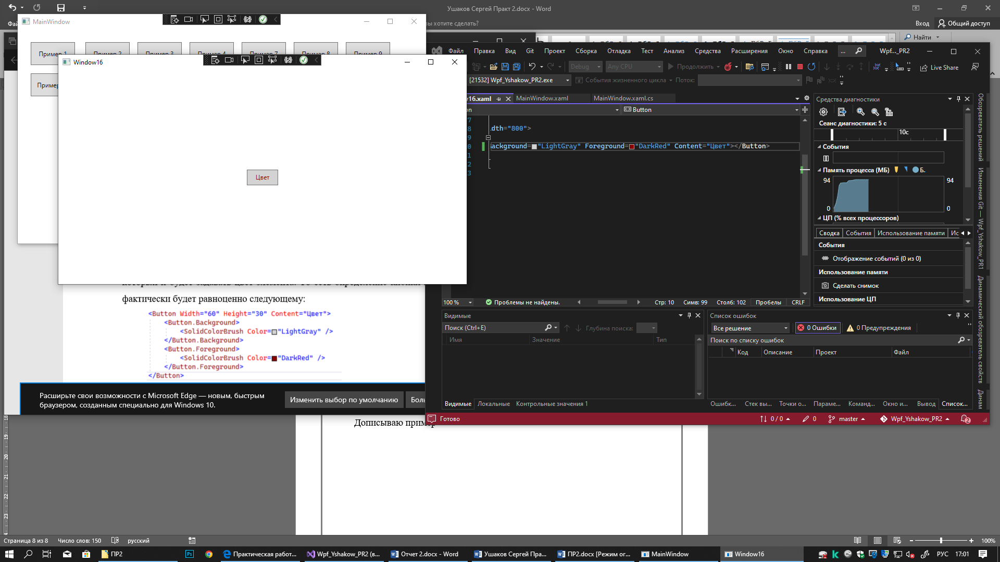 Ушаков Сергей Практ 2.docx - Word
вы хотите сделать?
Вход
Общий доступ
Найти
MainWindow
Пример 1
Пример 2
Пример 3
Пример 4
Пример 7
Пример 8
Пример 9
Window16
Цвет
Файл Правка Вид Git Проект Сборка Отладка Тест Анализ Средства Расширения Окно Справка ... Wpf..._PR2
Debug Any CPU Продолжить Live Share
[21532] Wpf_Yshakow_PR2.exe События жизненного цикла Поток:
w16.xaml MainWindow.xaml MainWindow.xaml.cs
on Button
7
8 dth="800">
9
0 ackground="LightGray" Foreground="DarkRed" Content="Цвет"></Button>
1
2
3
100 % Проблемы не найдены. Стр: 10 Симв: 99 Столб: 102 Пробелы CRLF
Средства диагностики
Сеанс диагностики: 5 с
10с
События
Память процесса (МБ) Б..
94 94
0 0
ЦП (% всех процессоров)
Сводка События Использование памяти Ис
События
Отображение событий (0 из 0)
Использование памяти
Сделать снимок
Использование ЦП
Обозреватель решений
Изменения Git — Wpf_Yshakow_PR1
Динамический обозреватель свойств
Динам
Видимые
Поиск (Ctrl+E) Глубина поиска:
Имя Значение Тип
Видимые Локальные Контрольные значения 1
Список ошибок
Все решение 0 Ошибки 0 Предупреждения
Поиск по списку ошибок
Код Описание Проект Файл
Ошибк... Стек вы... Точки о... Параме... Команд... Окно и... Вывод Список...
Готово 0 / 0 0 master Wpf_Yshakow_PR2 2
фактически будет равноценно следующему:
<Button Width="60" Height="30" Content="Цвет">
<Button.Background>
<SolidColorBrush Color="LightGray" />
</Button.Background>
<Button.Foreground>
<SolidColorBrush Color="DarkRed" />
</Button.Foreground>
</Button>
Расширьте свои возможности с Microsoft Edge — новым, быстрым
браузером, созданным специально для Windows 10.
Изменить выбор по умолчанию
Боль
Дописываю пример
18
19
20
21
22
23
Страница 8 из 8 Число слов: 150 русский 100%
ПР2 Практическая работ... Wpf_Yshakow_PR2 (в... Отчет 2.docx - Word Ушаков Сергей Пра... ПР2.docx [Режим ог... MainWindow Window16 РУС 17:01